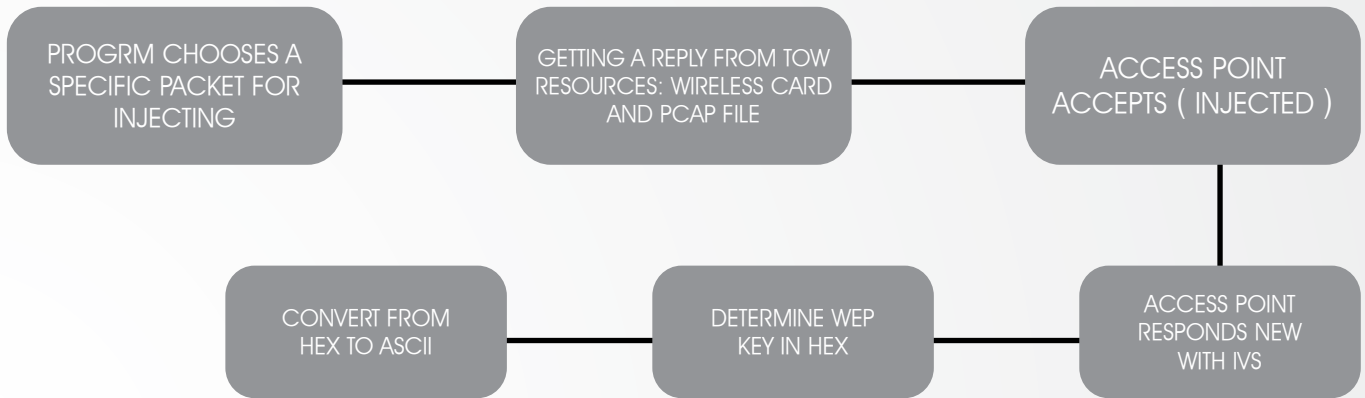 PROGRM CHOOSES A
SPECIFIC PACKET FOR
INJECTING
GETTING A REPLY FROM TOW
RESOURCES: WIRELESS CARD
AND PCAP FILE
ACCESS POINT
ACCEPTS ( INJECTED )
ACCESS POINT
RESPONDS NEW
WITH IVS
DETERMINE WEP
KEY IN HEX
CONVERT FROM
HEX TO ASCII